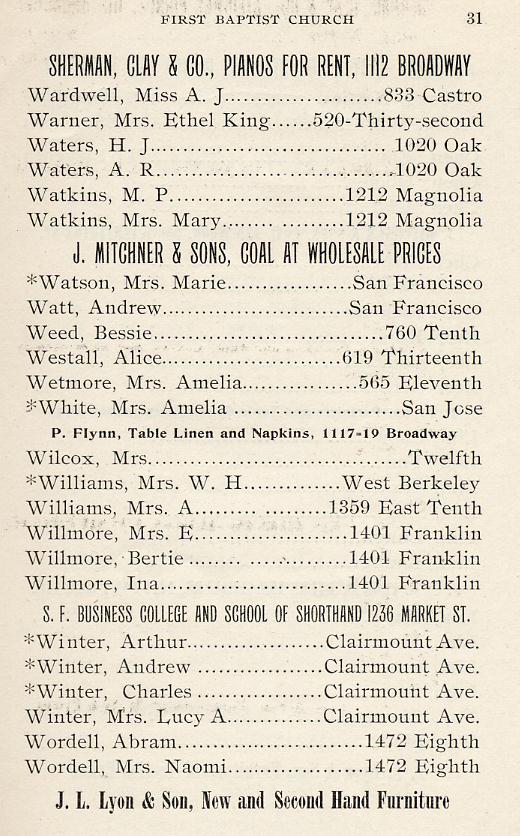 FIRST BAPTIST CHURCH 31
SHERMAN, CLAY & CO., PIANOS FOR RENT, 1112 BROADWAY
Wardwell, Miss A. J..................833 Castro
Warner, Mrs. Ethel King......520-Thirty-second
Waters, H. J........................... 1020 Oak
Waters, A. R...........................1020 Oak
Watkins, M. P....................1212 Magnolia
Watkins, Mrs. Mary........ ..........1212 Magnolia
J. MITCHNER & SONS, COAL AT WHOLESALE PRICES
*Watson, Mrs. Marie...............San Francisco
Watt, Andrew.......................San Francisco
Weed, Bessie............................760 Tenth
Westall, Alice......................619 Thirteenth
Wetmore, Mrs. Amelia..............565 Eleventh
*White, Mrs. Amelia .....................San Jose
P. Flynn, Table Linen and Napkins, 1117-19 Broadway
Wilcox, Mrs................................Twelfth
*Williams, Mrs. W. H............West Berkeley
Williams, Mrs. A......... .........1359 East Tenth
Willmore, Mrs. E...................1401 Franklin
Willmore, Bertie ....... ............1401 Franklin
Willmore, Ina.......................1401 Franklin
S. F. BUSINESS COLLEGE AND SCHOOL OF SHORTHAND 1236 MARKET ST.
*Winter, Arthur.................Clairmount Ave.
*Winter, Andrew ...............Clairmount Ave.
*Winter, Charles ...............Clairmount Ave.
Winter, Mrs. Lucy A............Clairmount Ave.
Wordell, Abram.......................1472 Eighth
Wordell, Mrs. Naomi.................1472 Eighth
J. L. Lyon & Son, New and Second Hand Furniture